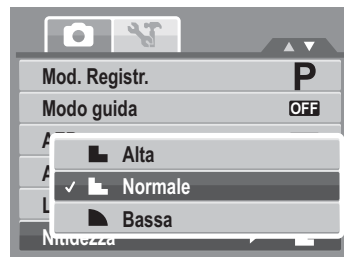 Mod. Registr. P
Modo guida OFF
Alta
Normale
Bassa
Nitidezza